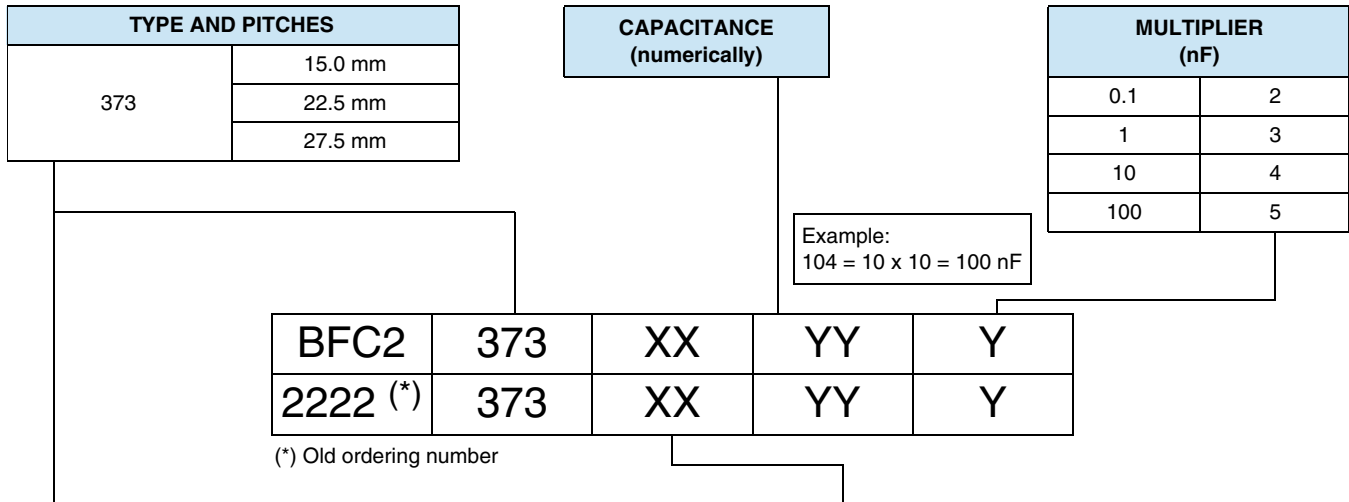 TYPE AND PITCHES
373
15.0 mm
22.5 mm
27.5 mm
CAPACITANCE
(numerically)
MULTIPLIER
(nF)
0.1 2
1 3
10 4
100 5
Example:
104 = 10 x 10 = 100 nF
BFC2 373 XX YY Y
2222 (*) 373 XX YY Y
(*) Old ordering number